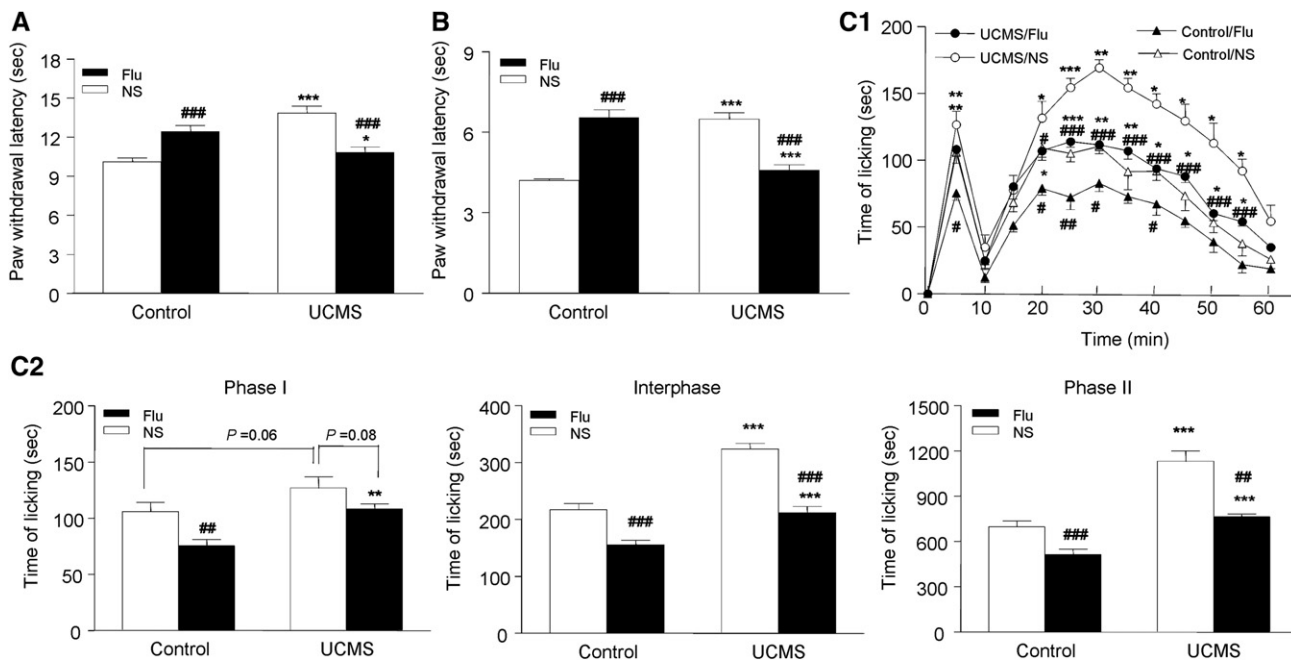 A
Paw withdrawal latency (sec)
18
15
12
9
6
3
0
Flu
NS
###
***
###
*
Control
UCMS
B
Paw withdrawal latency (sec)
9
6
3
0
Flu
NS
###
***
###
***
Control
UCMS
C1
Time of licking (sec)
200
150
100
50
0
UCMS/Flu
UCMS/NS
Control/Flu
Control/NS
** *** ** ** * * * * *
**
# *** ** ** * * * *
### ### ### ### ### ### ###
*
# # ## # #
0 10 20 30 40 50 60
Time (min)
C2
Phase I
Time of licking (sec)
200
150
100
50
0
Flu
NS
P =0.06
P =0.08
##
**
Control
UCMS
Interphase
Time of licking (sec)
400
300
200
100
0
Flu
NS
###
***
###
***
Control
UCMS
Phase II
Time of licking (sec)
1500
1200
900
600
300
0
Flu
NS
###
***
##
***
Control
UCMS